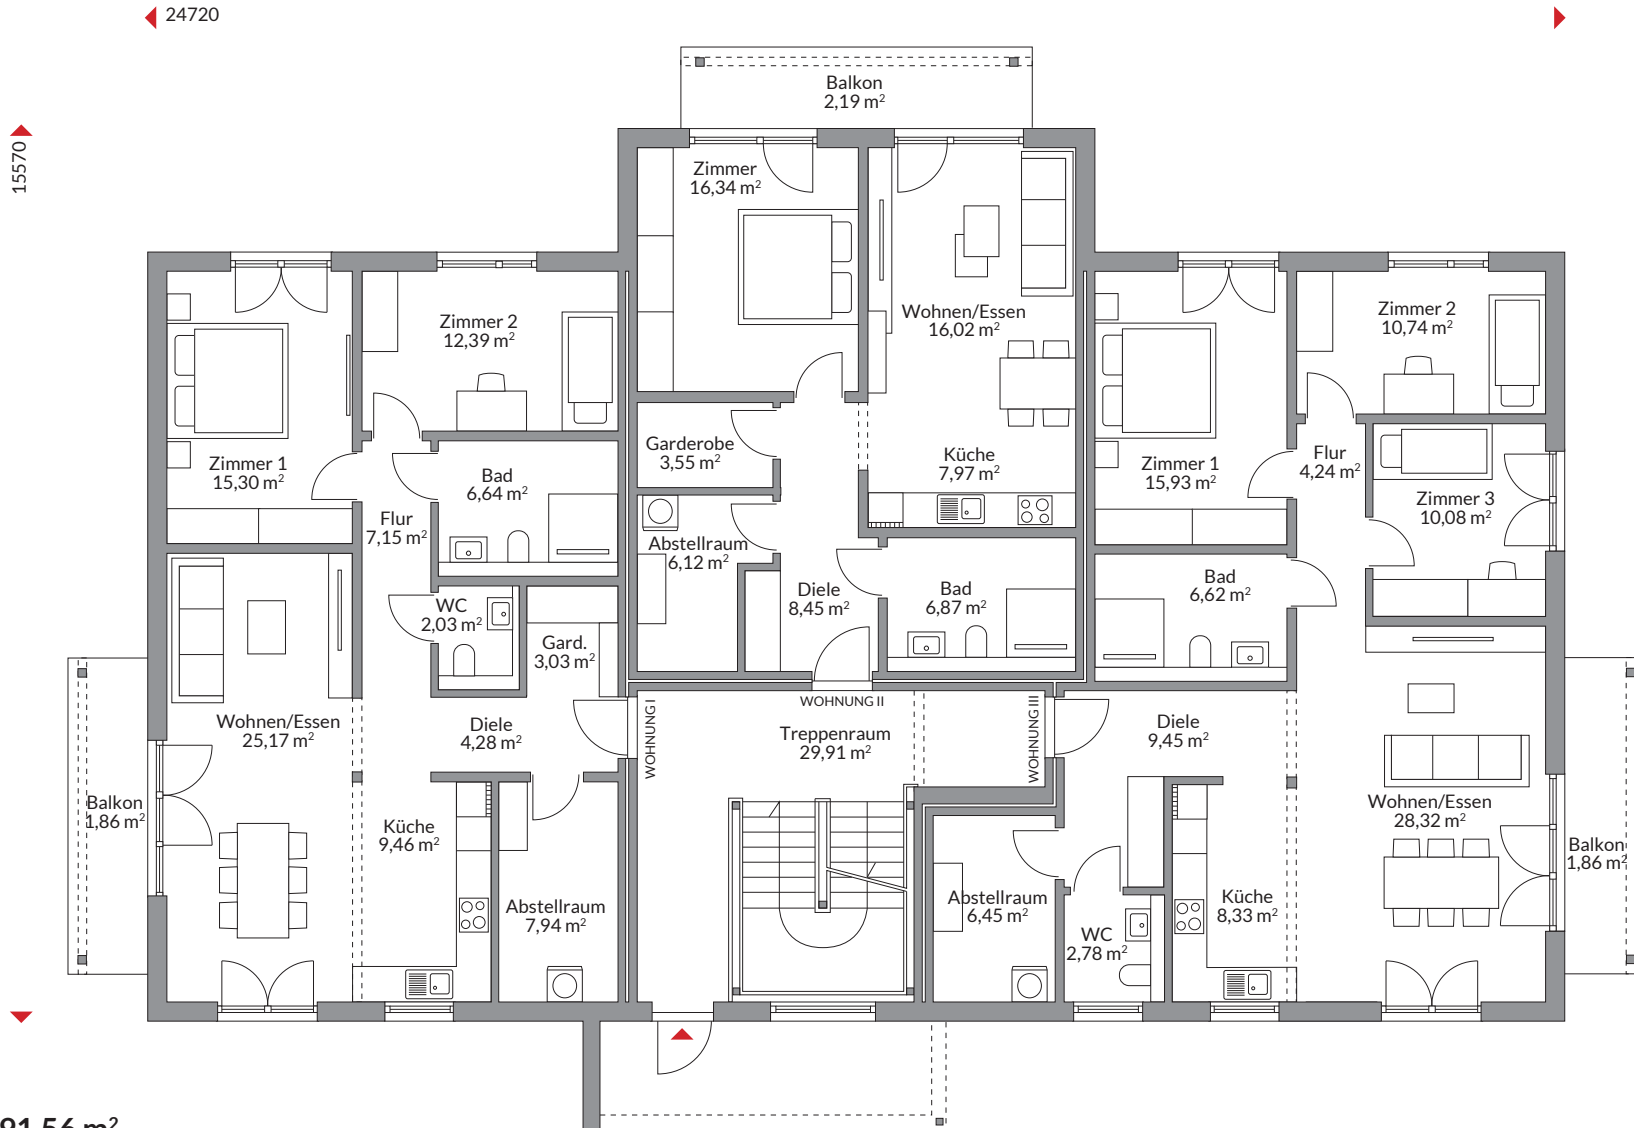 24720
15570
Balkon
2,19 m²
Zimmer
16,34 m²
Wohnen/Essen
16,02 m²
Zimmer 2
12,39 m²
Zimmer 2
10,74 m²
Zimmer 1
15,30 m²
Bad
6,64 m²
Garderobe
3,55 m²
Küche
7,97 m²
Zimmer 1
15,93 m²
Flur
4,24 m²
Zimmer 3
10,08 m²
Flur
7,15 m²
Abstellraum
6,12 m²
Diele
8,45 m²
Bad
6,87 m²
Bad
6,62 m²
WC
2,03 m²
Gard.
3,03 m²
Wohnen/Essen
25,17 m²
Diele
4,28 m²
WOHNUNG I
WOHNUNG II
WOHNUNG III
Treppenraum
29,91 m²
Diele
9,45 m²
Balkon
1,86 m²
Küche
9,46 m²
Wohnen/Essen
28,32 m²
Balkon
1,86 m²
Abstellraum
7,94 m²
Abstellraum
6,45 m²
WC
2,78 m²
Küche
8,33 m²
91,56 m²